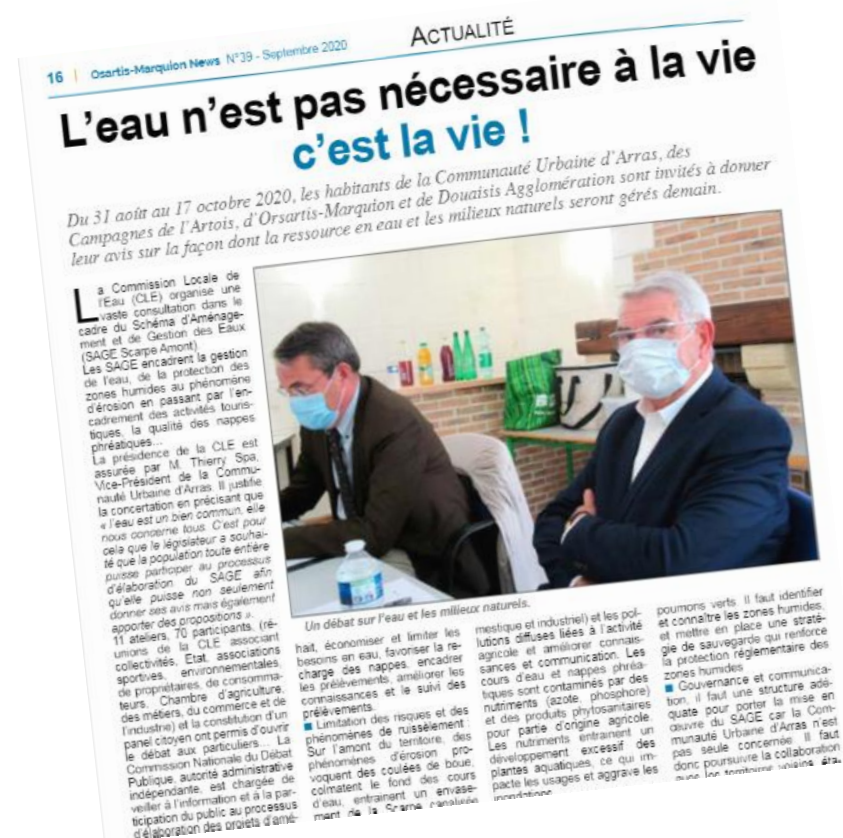 16 | Osartis-Marquion News N°39 - Septembre 2020
ACTUALITÉ
L'eau n'est pas nécessaire à la vie
c'est la vie !
Du 31 août au 17 octobre 2020, les habitants de la Communauté Urbaine d'Arras, des
Campagnes de l'Artois, d'Orsartis-Marquion et de Douaisis Agglomération sont invités à donner
leur avis sur la façon dont la ressource en eau et les milieux naturels seront gérés demain.
La Commission Locale de
l'Eau (CLE) organise une
vaste consultation dans le
cadre du Schéma d'Aménage-
ment et de Gestion des Eaux
(SAGE Scarpe Amont).
Les SAGE encadrent la gestion
de l'eau, de la protection des
zones humides au phénomène
d'érosion en passant par l'en-
cadrement des activités touris-
tiques, la qualité des nappes
phréatiques...
La présidence de la CLE est
assurée par M. Thierry Spa,
Vice-Président de la Commu-
nauté Urbaine d'Arras. Il justifie
la concertation en précisant que
« l'eau est un bien commun, elle
nous concerne tous. C'est pour
cela que le législateur a souhai-
té que la population toute entière
puisse participer au processus
d'élaboration du SAGE afin
qu'elle puisse non seulement
donner ses avis mais également
apporter des propositions ».
11 ateliers, 70 participants, (ré-
unions de la CLE associant
collectivités, Etat, associations
sportives, environnementales,
de propriétaires, de consomma-
teurs, Chambre d'agriculture,
des métiers, du commerce et de
l'industrie) et la constitution d'un
panel citoyen ont permis d'ouvrir
le débat aux particuliers... La
Commission Nationale du Débat
Publique, autorité administrative
indépendante, est chargée de
veiller à l'information et à la par-
ticipation du public au processus
d'élaboration des projets d'amé-
Un débat sur l'eau et les milieux naturels.
hait, économiser et limiter les
besoins en eau, favoriser la re-
charge des nappes, encadrer
les prélèvements, améliorer les
connaissances et le suivi des
prélèvements.
■ Limitation des risques et des
phénomènes de ruissèlement :
Sur l'amont du territoire, des
phénomènes d'érosion pro-
voquent des coulées de boue,
colmatent le fond des cours
d'eau, entrainent un envase-
ment de la Scarpe canalisée
mestique et industriel) et les pol-
lutions diffuses liées à l'activité
agricole et améliorer connais-
sances et communication. Les
cours d'eau et nappes phréa-
tiques sont contaminés par des
nutriments (azote, phosphore)
et des produits phytosanitaires
pour partie d'origine agricole.
Les nutriments entrainent un
développement excessif des
plantes aquatiques, ce qui im-
pacte les usages et aggrave les
inondations
poumons verts. Il faut identifier
et connaître les zones humides,
et mettre en place une straté-
gie de sauvegarde qui renforce
la protection réglementaire des
zones humides
■ Gouvernance et communica-
tion, il faut une structure adé-
quate pour porter la mise en
œuvre du SAGE car la Com-
munauté Urbaine d'Arras n'est
pas seule concernée. Il faut
donc poursuivre la collaboration
avec les territoires voisins, éta-